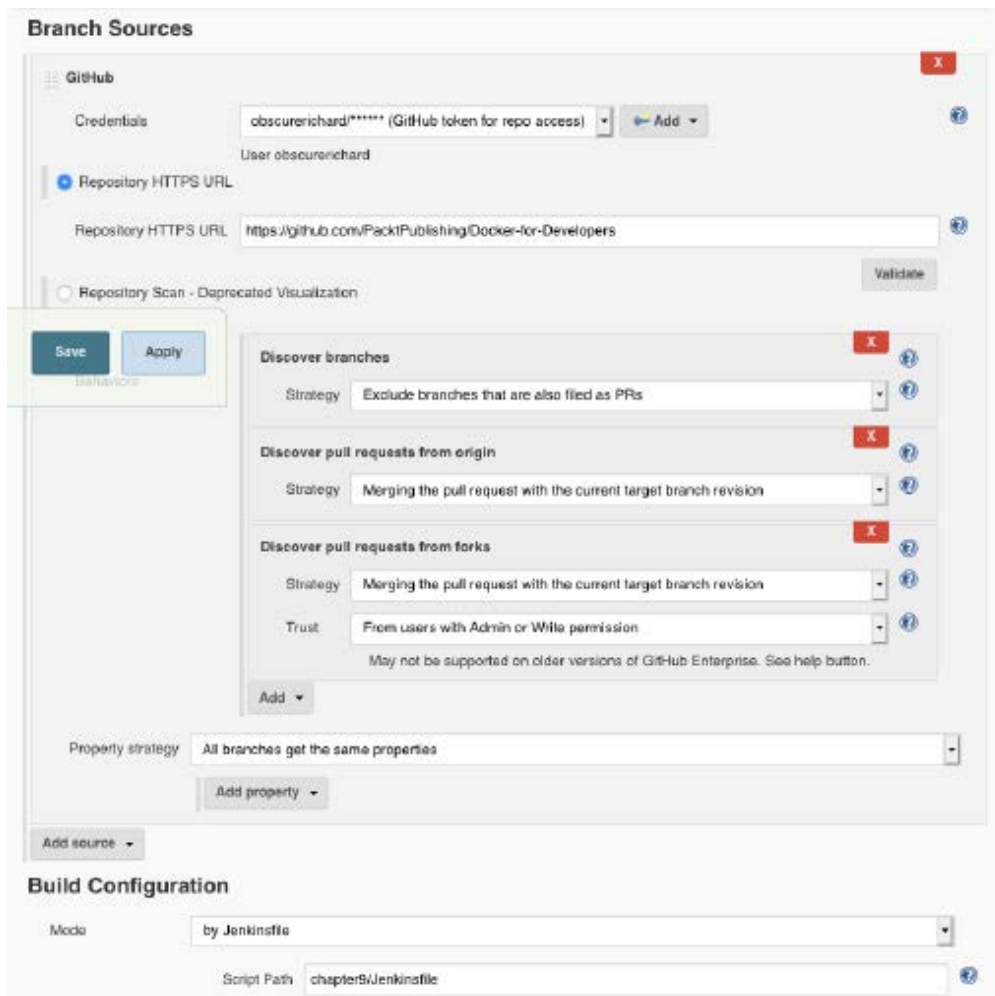 Branch Sources
X
GitHub
Credentials
obscurerichard/****** (GitHub token for repo access)
Add
User obscurerichard
Repository HTTPS URL
Repository HTTPS URL
https://github.com/PacktPublishing/Docker-for-Developers
Validate
Repository Scan - Deprecated Visualization
Save
Apply
Behaviors
X
Discover branches
Strategy
Exclude branches that are also filed as PRs
X
Discover pull requests from origin
Strategy
Merging the pull request with the current target branch revision
X
Discover pull requests from forks
Strategy
Merging the pull request with the current target branch revision
Trust
From users with Admin or Write permission
May not be supported on older versions of GitHub Enterprise. See help button.
Add
Property strategy
All branches get the same properties
Add property
Add source
Build Configuration
Mode
by Jenkinsfile
Script Path
chapter9/Jenkinsfile